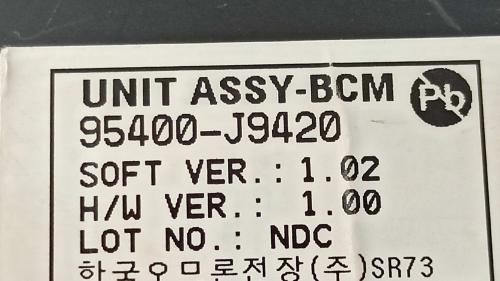 UNIT ASSY-BCM Pb
95400-J9420
SOFT VER.: 1.02
H/W VER.: 1.00
LOT NO.: NDC
한국오므론전장(주)SR73